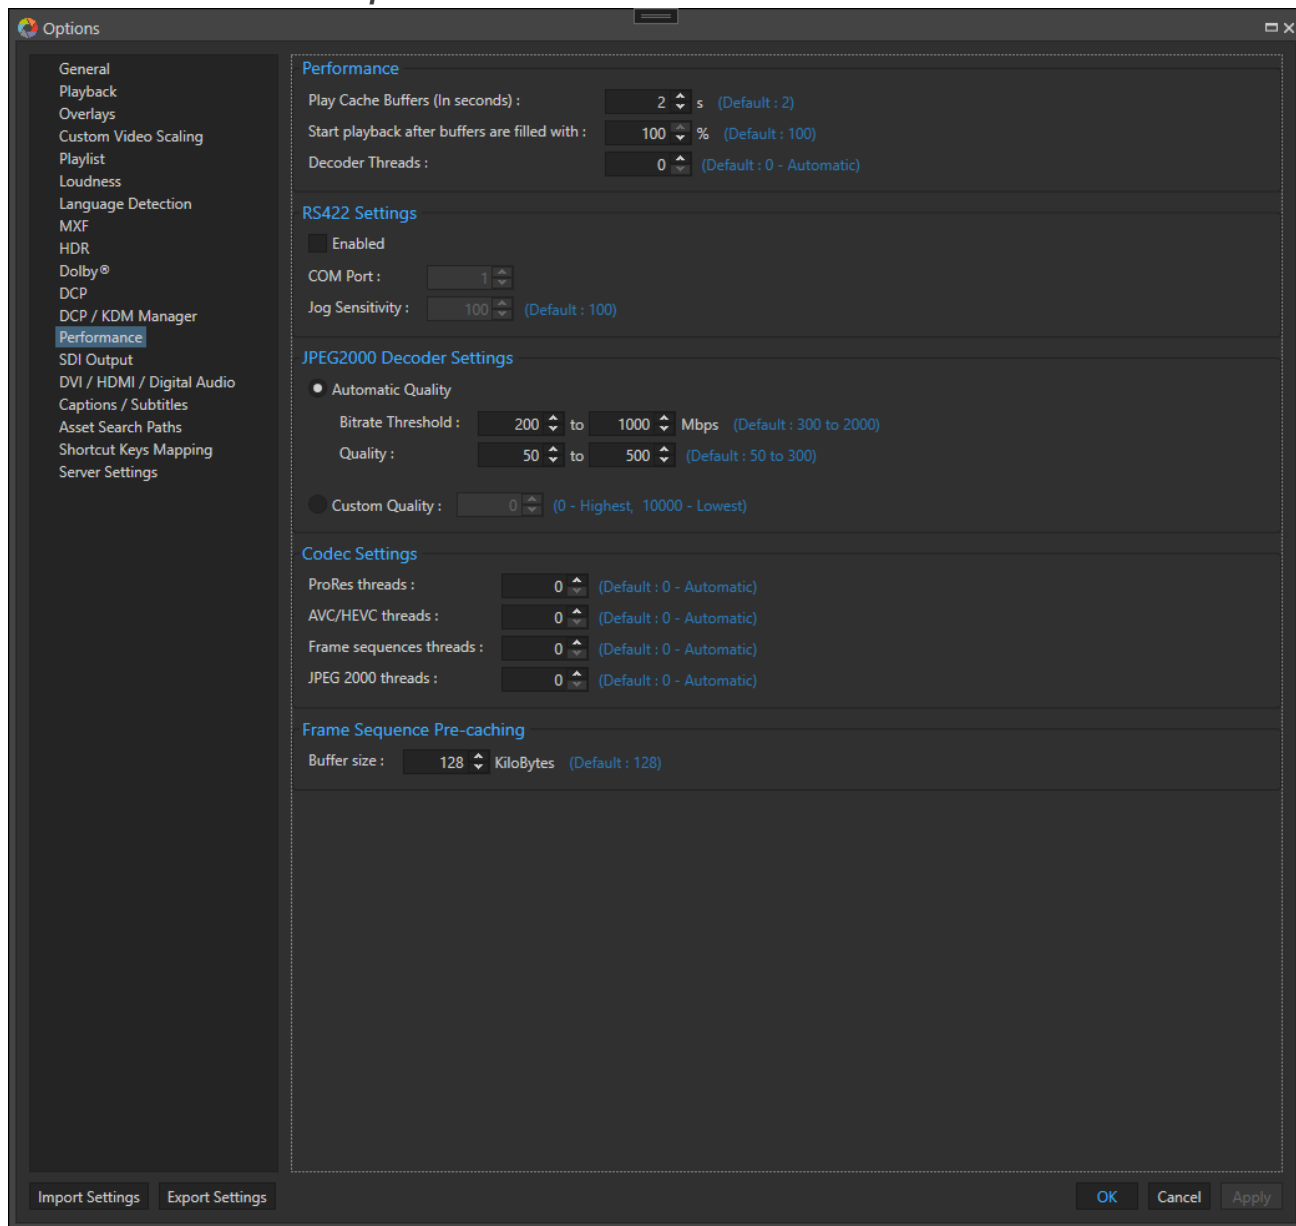 Options
General
Playback
Overlays
Custom Video Scaling
Playlist
Loudness
Language Detection
MXF
HDR
Dolby®
DCP
DCP / KDM Manager
Performance
SDI Output
DVI / HDMI / Digital Audio
Captions / Subtitles
Asset Search Paths
Shortcut Keys Mapping
Server Settings
Performance
Play Cache Buffers (In seconds) : 2 s (Default : 2)
Start playback after buffers are filled with : 100 % (Default : 100)
Decoder Threads : 0 (Default : 0 - Automatic)
RS422 Settings
Enabled
COM Port : 1
Jog Sensitivity : 100 (Default : 100)
JPEG2000 Decoder Settings
Automatic Quality
Bitrate Threshold : 200 to 1000 Mbps (Default : 300 to 2000)
Quality : 50 to 500 (Default : 50 to 300)
Custom Quality : 0 (0 - Highest, 10000 - Lowest)
Codec Settings
ProRes threads : 0 (Default : 0 - Automatic)
AVC/HEVC threads : 0 (Default : 0 - Automatic)
Frame sequences threads : 0 (Default : 0 - Automatic)
JPEG 2000 threads : 0 (Default : 0 - Automatic)
Frame Sequence Pre-caching
Buffer size : 128 KiloBytes (Default : 128)
Import Settings Export Settings OK Cancel Apply